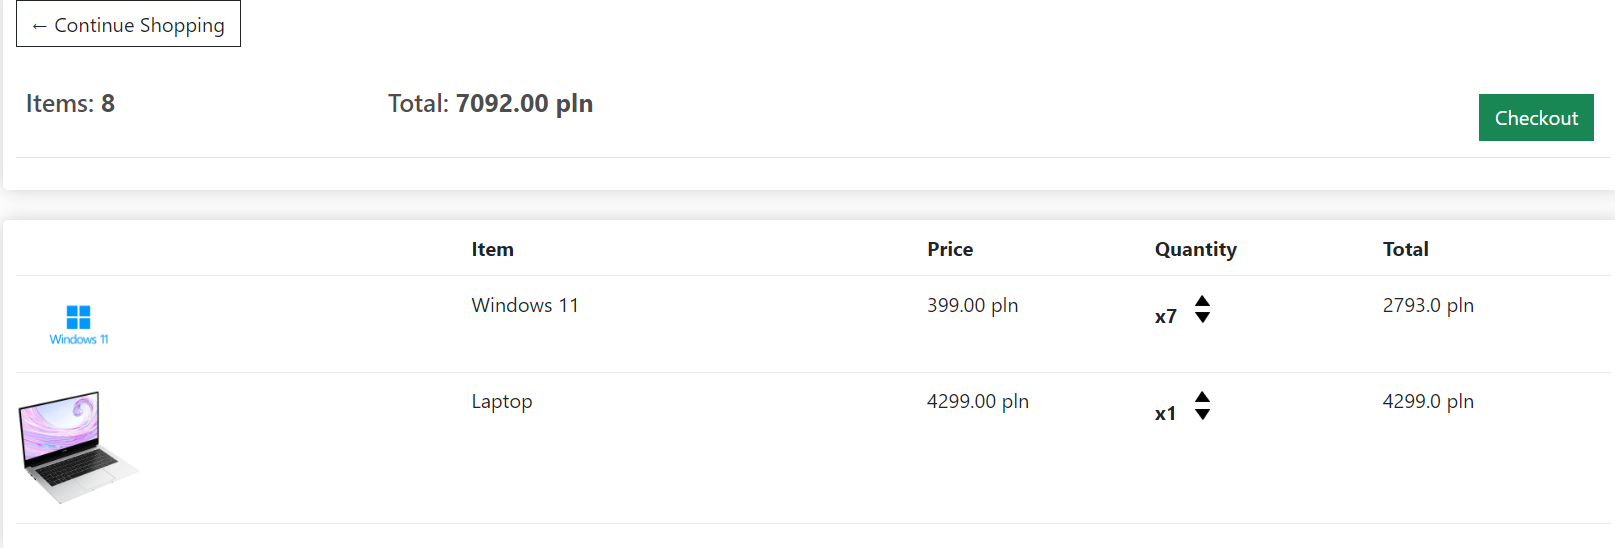 ← Continue Shopping
Items: 8 Total: 7092.00 pln
Checkout
Item Price Quantity Total
Windows 11
Windows 11 399.00 pln x7 2793.0 pln
Laptop 4299.00 pln x1 4299.0 pln